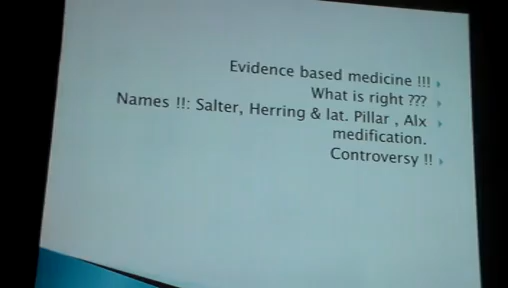 Evidence based medicine !!!
What is right ???
Names !!: Salter, Herring & lat. Pillar , Alx
medification.
Controversy !!